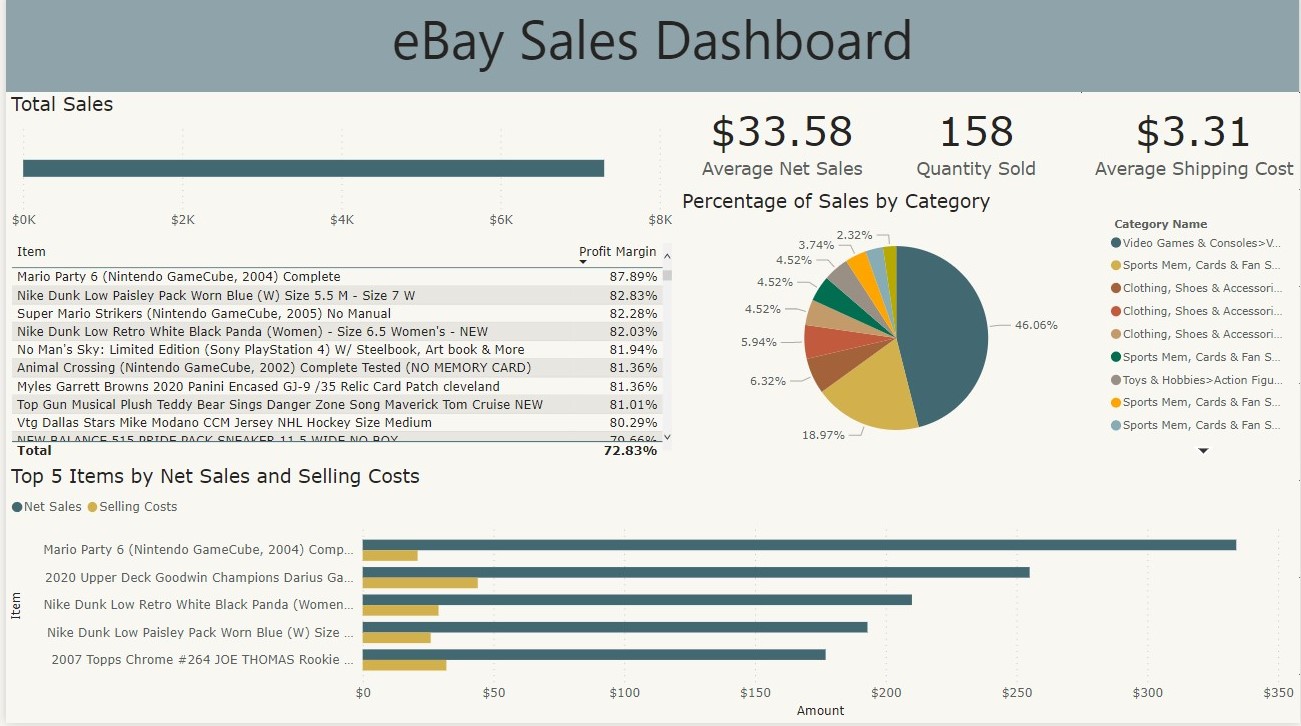 eBay Sales Dashboard
Total Sales
$0K $2K $4K $6K $8K
$33.58
Average Net Sales
158
Quantity Sold
$3.31
Average Shipping Cost
Item Profit Margin
Mario Party 6 (Nintendo GameCube, 2004) Complete 87.89%
Nike Dunk Low Paisley Pack Worn Blue (W) Size 5.5 M - Size 7 W 82.83%
Super Mario Strikers (Nintendo GameCube, 2005) No Manual 82.28%
Nike Dunk Low Retro White Black Panda (Women) - Size 6.5 Women's - NEW 82.03%
No Man's Sky: Limited Edition (Sony PlayStation 4) W/ Steelbook, Art book & More 81.94%
Animal Crossing (Nintendo GameCube, 2002) Complete Tested (NO MEMORY CARD) 81.36%
Myles Garrett Browns 2020 Panini Encased GJ-9 /35 Relic Card Patch cleveland 81.36%
Top Gun Musical Plush Teddy Bear Sings Danger Zone Song Maverick Tom Cruise NEW 81.01%
Vtg Dallas Stars Mike Modano CCM Jersey NHL Hockey Size Medium 80.29%
NEW BALANCE 515 PRIDE PACK SNEAKER 11.5 WIDE NO BOX 79.66%
Total 72.83%
Percentage of Sales by Category
2.32%
3.74%
4.52%
4.52%
4.52%
5.94%
6.32%
18.97%
46.06%
Category Name
Video Games & Consoles>V...
Sports Mem, Cards & Fan S...
Clothing, Shoes & Accessori...
Clothing, Shoes & Accessori...
Clothing, Shoes & Accessori...
Sports Mem, Cards & Fan S...
Toys & Hobbies>Action Figu...
Sports Mem, Cards & Fan S...
Sports Mem, Cards & Fan S...
Top 5 Items by Net Sales and Selling Costs
Net Sales Selling Costs
Item
Mario Party 6 (Nintendo GameCube, 2004) Comp...
2020 Upper Deck Goodwin Champions Darius Ga...
Nike Dunk Low Retro White Black Panda (Women...
Nike Dunk Low Paisley Pack Worn Blue (W) Size ...
2007 Topps Chrome #264 JOE THOMAS Rookie ...
$0 $50 $100 $150 $200 $250 $300 $350
Amount